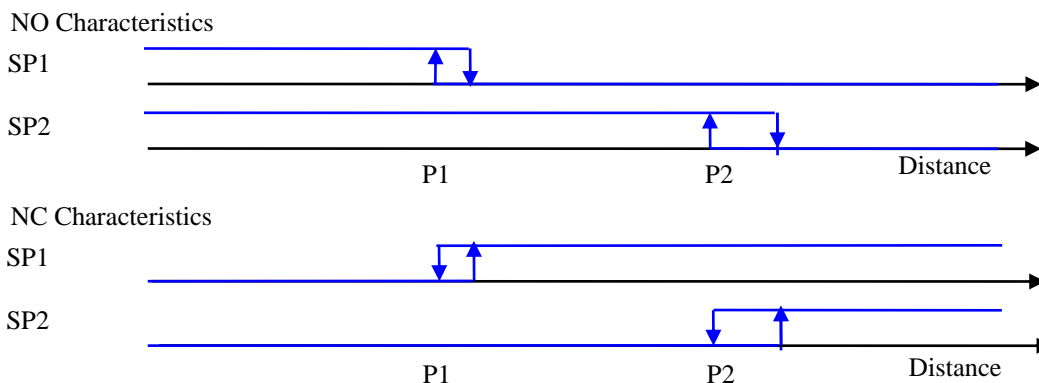 NO Characteristics
SP1
SP2
P1 P2 Distance
NC Characteristics
SP1
SP2
P1 P2 Distance